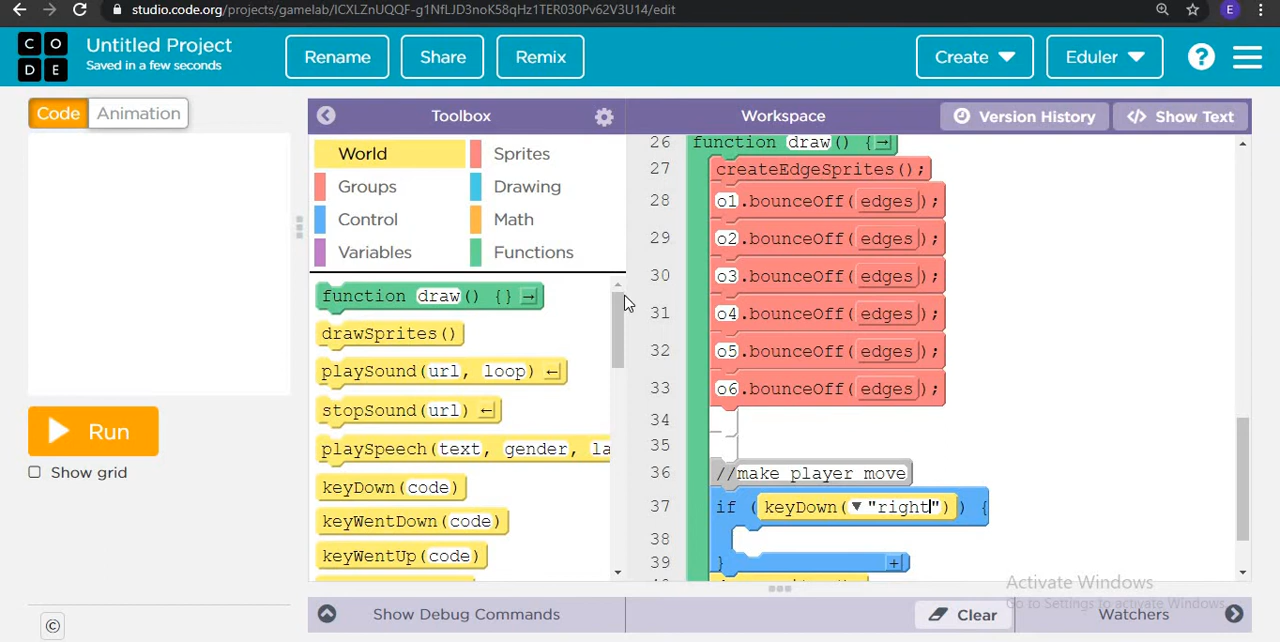 studio.code.org/projects/gamelab/ICXLZnUQQF-g1NfLJD3noK58qHz1TER030Pv62V3U14/edit
E
C O
D E
Untitled Project
Saved in a few seconds
Rename
Share
Remix
Create
Eduler
?
Code
Animation
Toolbox
Workspace
Version History
</> Show Text
World
Sprites
Groups
Drawing
Control
Math
Variables
Functions
function draw() {} →
drawSprites()
playSound(url, loop) ←
stopSound(url) ←
playSpeech(text, gender, la
keyDown(code)
keyWentDown(code)
keyWentUp(code)
26 function draw() { →
27 createEdgeSprites();
28 o1.bounceOff(edges);
29 o2.bounceOff(edges);
30 o3.bounceOff(edges);
31 o4.bounceOff(edges);
32 o5.bounceOff(edges);
33 o6.bounceOff(edges);
34
35
36 //make player move
37 if (keyDown(▼ "right")) {
38
39 } +
Run
Show grid
©
Show Debug Commands
Clear
Watchers
Activate Windows
Go to Settings to activate Windows.